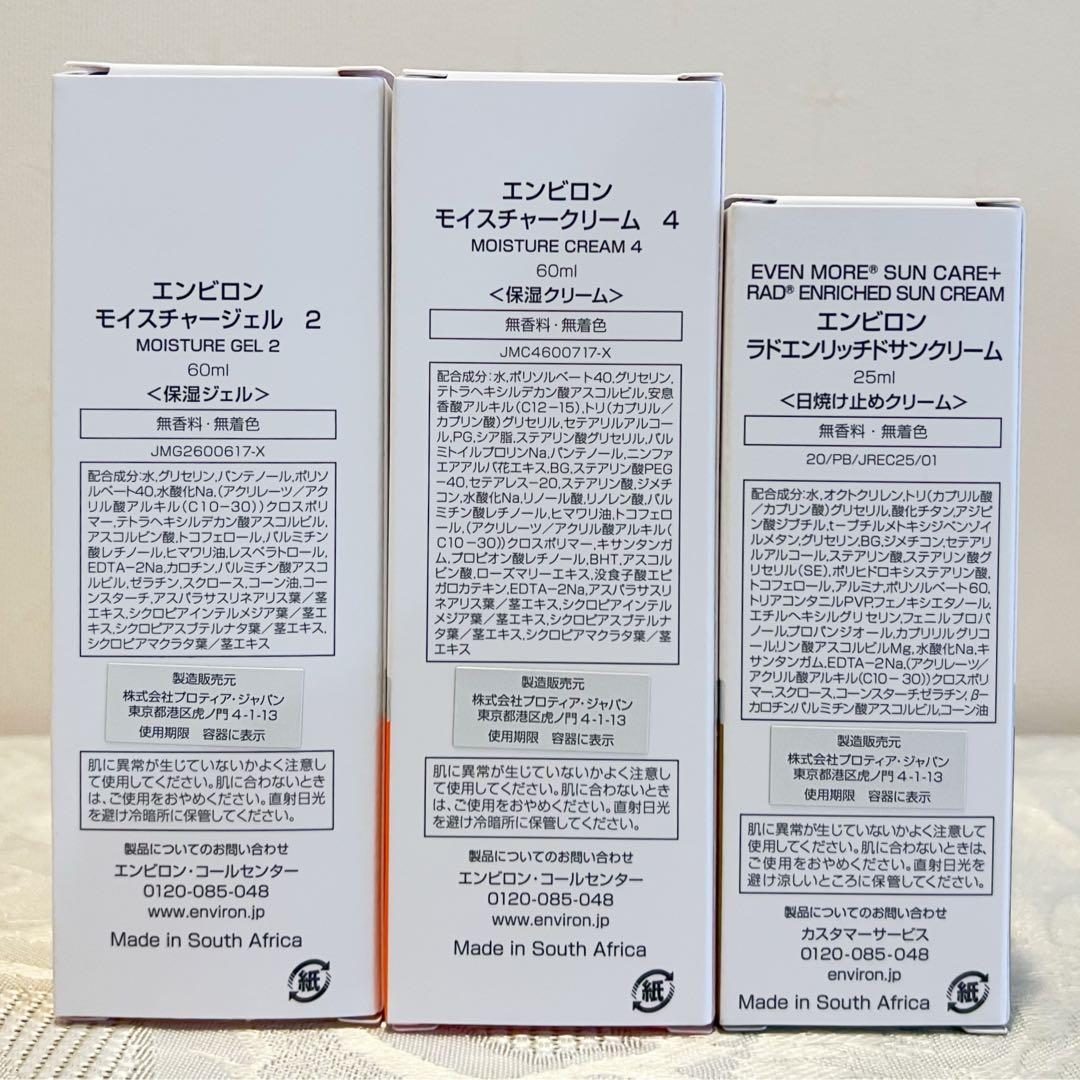 エンビロン
モイスチャージェル 2
MOISTURE GEL 2
60ml
<保湿ジェル>
無香料・無着色
JMG2600617-X
配合成分:水,グリセリン,パンテノール,ポリソ
ルベート40,水酸化Na,(アクリレーツ/アク
リル酸アルキル(C10-30))クロスポリ
マー,テトラヘキシルデカン酸アスコルビル,
アスコルビン酸,トコフェロール,パルミチン
酸レチノール,ヒマワリ油,レスベラトロール,
EDTA-2Na,カロチン,パルミチン酸アスコ
ルビル,ゼラチン,スクロース,コーン油,コー
ンスターチ,アスパラサスリネアリス葉/茎
エキス,シクロピアインテルメジア葉/茎エキ
ス,シクロピアスブテルナタ葉/茎エキス,
シクロピアマクラタ葉/茎エキス
製造販売元
株式会社プロティア・ジャパン
東京都港区虎ノ門 4-1-13
使用期限 容器に表示
肌に異常が生じていないかよく注意し
て使用してください。肌に合わないとき
は、ご使用をおやめください。直射日光
を避け冷暗所に保管してください。
製品についてのお問い合わせ
エンビロン・コールセンター
0120-085-048
www.environ.jp
Made in South Africa
紙
エンビロン
モイスチャークリーム 4
MOISTURE CREAM 4
60ml
<保湿クリーム>
無香料・無着色
JMC4600717-X
配合成分:水,ポリソルベート40,グリセリン,
テトラヘキシルデカン酸アスコルビル,安息
香酸アルキル(C12-15),トリ(カプリル/
カプリン酸)グリセリル,セテアリルアルコー
ル,PG,シア脂,ステアリン酸グリセリル,パル
ミトイルプロリンNa,パンテノール,ニンファ
エアアルバ花エキス,BG,ステアリン酸PEG
-40,セテアレス-20,ステアリン酸,ジメチ
コン,水酸化Na,リノール酸,リノレン酸,パル
ミチン酸レチノール,ヒマワリ油,トコフェロ
ール,(アクリレーツ/アクリル酸アルキル(
C10-30))クロスポリマー,キサンタンガ
ム,プロピオン酸レチノール,BHT,アスコル
ビン酸,ローズマリーエキス,没食子酸エピ
ガロカテキン,EDTA-2Na,アスパラサスリ
ネアリス葉/茎エキス,シクロピアインテル
メジア葉/茎エキス,シクロピアスブテルナタ
葉/茎エキス,シクロピアマクラタ葉/茎
エキス
製造販売元
株式会社プロティア・ジャパン
東京都港区虎ノ門 4-1-13
使用期限 容器に表示
肌に異常が生じていないかよく注意し
て使用してください。肌に合わないとき
は、ご使用をおやめください。直射日光
を避け冷暗所に保管してください。
製品についてのお問い合わせ
エンビロン・コールセンター
0120-085-048
www.environ.jp
Made in South Africa
紙
EVEN MORE® SUN CARE+
RAD® ENRICHED SUN CREAM
エンビロン
ラドエンリッチドサンクリーム
25ml
<日焼け止めクリーム>
無香料・無着色
20/PB/JREC25/01
配合成分:水,オクトクリレン,トリ(カプリル酸
/カプリン酸)グリセリル,酸化チタン,アジピ
ン酸ジブチル,t-ブチルメトキシジベンゾイ
ルメタン,グリセリン,BG,ジメチコン,セテアリ
ルアルコール,ステアリン酸,ステアリン酸グ
リセリル(SE),ポリヒドロキシステアリン酸,
トコフェロール,アルミナ,ポリソルベート60,
トリアコンタニルPVP,フェノキシエタノール,
エチルヘキシルグリセリン,フェニルプロパ
ノール,プロパンジオール,カプリリルグリコ
ール,リン酸アスコルビルMg,水酸化Na,キ
サンタンガム,EDTA-2Na,(アクリレーツ/
アクリル酸アルキル(C10-30))クロスポリ
マー,スクロース,コーンスターチ,ゼラチン,β-
カロチン,パルミチン酸アスコルビル,コーン油
製造販売元
株式会社プロティア・ジャパン
東京都港区虎ノ門 4-1-13
使用期限 容器に表示
肌に異常が生じていないかよく注意して
使用してください。肌に合わないときは、
ご使用をおやめください。直射日光を
避け涼しいところに保管してください。
製品についてのお問い合わせ
カスタマーサービス
0120-085-048
environ.jp
Made in South Africa
紙